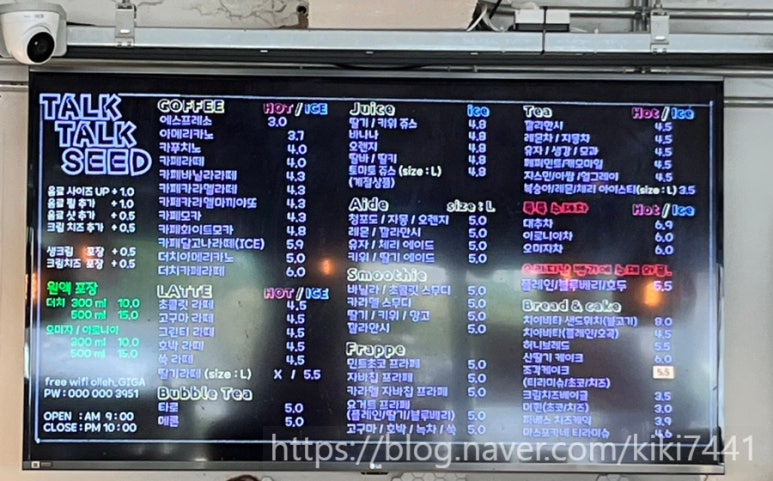 TALK
TALK
SEED
음료 사이즈 UP + 1.0
음료 휠 추가 + 1.0
음료 샷 추가 + 0.5
크림 치즈 추가 + 0.5
생크림 포장 + 0.5
크림치즈 포장 + 0.5
원액 포장
더치 300 ml 10.0
500 ml 15.0
오미자 / 아로니아
300 ml 10.0
500 ml 15.0
free wifi olleh_GIGA
PW : 000 000 3951
OPEN : AM 9 : 00
CLOSE : PM 10 : 00
COFFEE HOT / ICE
에스프레소 3.0
아메리카노 3.7
카푸치노 4.0
카페라떼 4.0
카페바닐라라떼 4.3
카페카라멜라떼 4.3
카페카라멜마끼아또 4.3
카페모카 4.3
카페화이트모카 4.8
카페달고나라떼(ICE) 5.9
더치아메리카노 5.0
더치카페라떼 6.0
LATTE HOT / ICE
초콜릿 라떼 4.5
고구마 라떼 4.5
그린티 라떼 4.5
호박 라떼 4.5
쑥 라떼 4.5
딸기라떼 (size : L) X / 5.5
Bubble Tea
타로 5.0
메론 5.0
Juice ice
딸기 / 키위 쥬스 4.8
바나나 4.8
오렌지 4.8
딸바 / 딸키 4.8
토마토 쥬스 (size : L) 4.8
(계절상품)
Aide size : L
청포도 / 자몽 / 오렌지 5.0
레몬 / 깔라만시 5.0
유자 / 체리 에이드 5.0
키위 / 딸기 에이드 5.0
Smoothie
바닐라 / 초콜릿 스무디 5.0
카라멜 스무디 5.0
딸기 / 키위 / 망고 5.0
깔라만시 5.0
Frappe
민트초코 프라페 5.0
자바칩 프라페 5.0
카라멜 자바칩 프라페 5.0
요거트 프라페
(플레인/딸기/블루베리) 5.0
고구마 / 호박 / 녹차 / 쑥 5.0
Tea Hot / Ice
깔라만시 4.5
레몬차 / 자몽차 4.5
유자 / 생강 / 모과 4.5
페퍼민트/캐모마일 4.5
자스민/아쌈/얼그레이 4.5
복숭아/레몬/체리 아이스티(size : L) 3.5
Hot / Ice
대추차 6.9
아로니아차 6.0
오미자차 6.0
플레인/블루베리/호두 5.5
Bread & cake
치아바타 샌드위치(불고기) 8.0
치아바타(플레인/호곡) 4.5
허니브레드 5.5
산딸기 케이크 6.0
조각케이크 5.5
(티라미슈/초코/치즈)
크림치즈베이글 3.5
머핀(초코/치즈) 3.0
치즈케익 3.9
마스포카네 티라미슈 4.6
LG
https://blog.naver.com/kiki7441